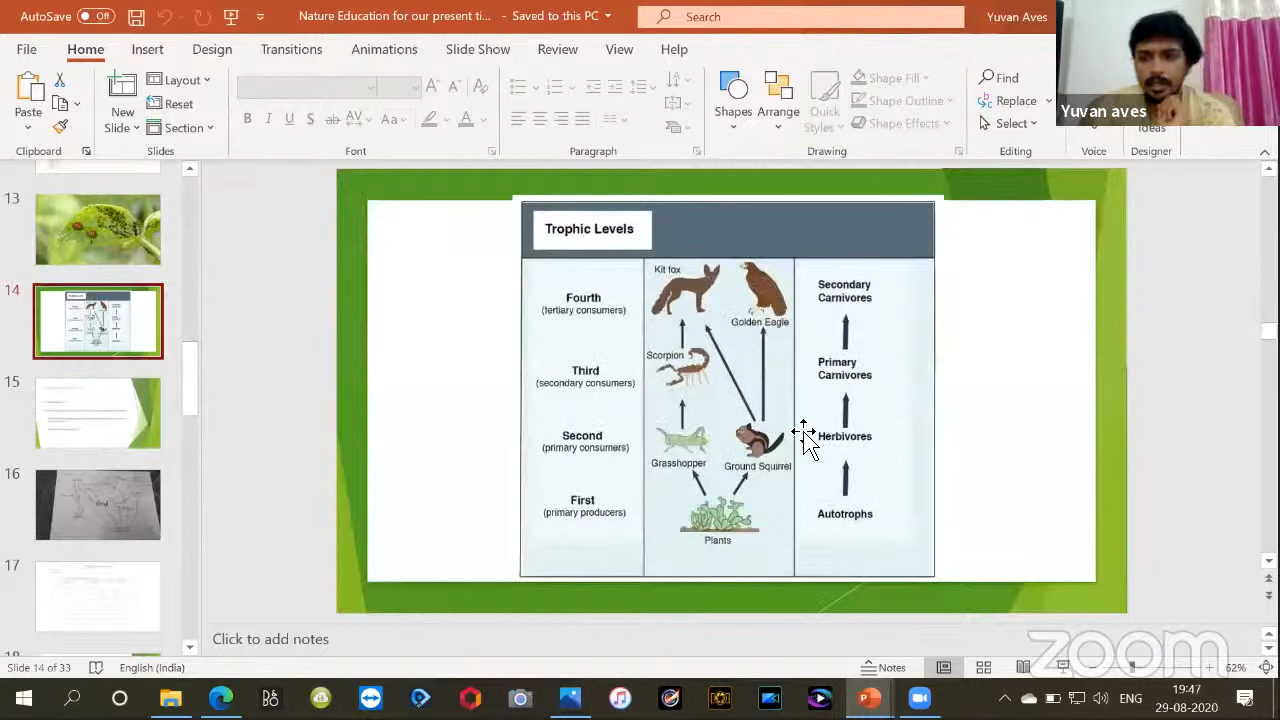 AutoSave Off Nature Education for our present ti... - Saved to this PC Search Yuvan Aves
File Home Insert Design Transitions Animations Slide Show Review View Help
Paste
New
Slide
Layout
Reset
Section
B I U S ab AV Aa A
Shapes
Arrange
Quick
Styles
Shape Fill
Shape Outline
Shape Effects
Find
Replace
Select
Ideas
Yuvan aves
Clipboard Slides Font Paragraph Drawing Editing Voice Designer
13
14
15
16
17
Trophic Levels
Kit fox
Golden Eagle
Fourth
(tertiary consumers)
Secondary
Carnivores
Scorpion
Third
(secondary consumers)
Primary
Carnivores
Second
(primary consumers)
Grasshopper
Ground Squirrel
Herbivores
First
(primary producers)
Plants
Autotrophs
Click to add notes
zoom
Slide 14 of 33 English (India) Notes 62%
ENG
19:47
29-08-2020